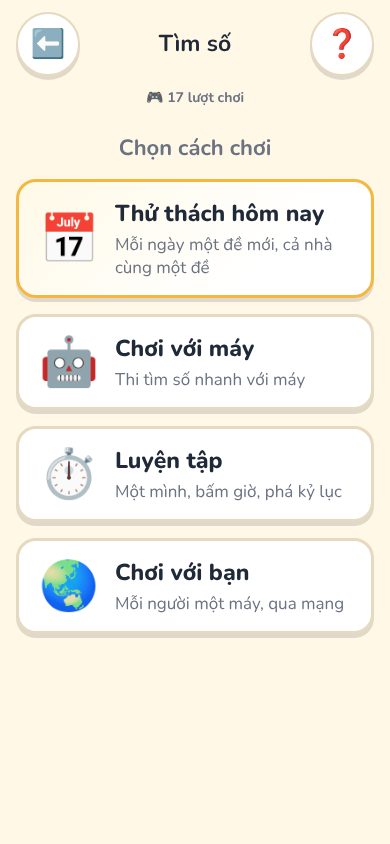 Tìm số
17 lượt chơi
Chọn cách chơi
July
17
Thử thách hôm nay
Mỗi ngày một đề mới, cả nhà
cùng một đề
Chơi với máy
Thi tìm số nhanh với máy
Luyện tập
Một mình, bấm giờ, phá kỷ lục
Chơi với bạn
Mỗi người một máy, qua mạng